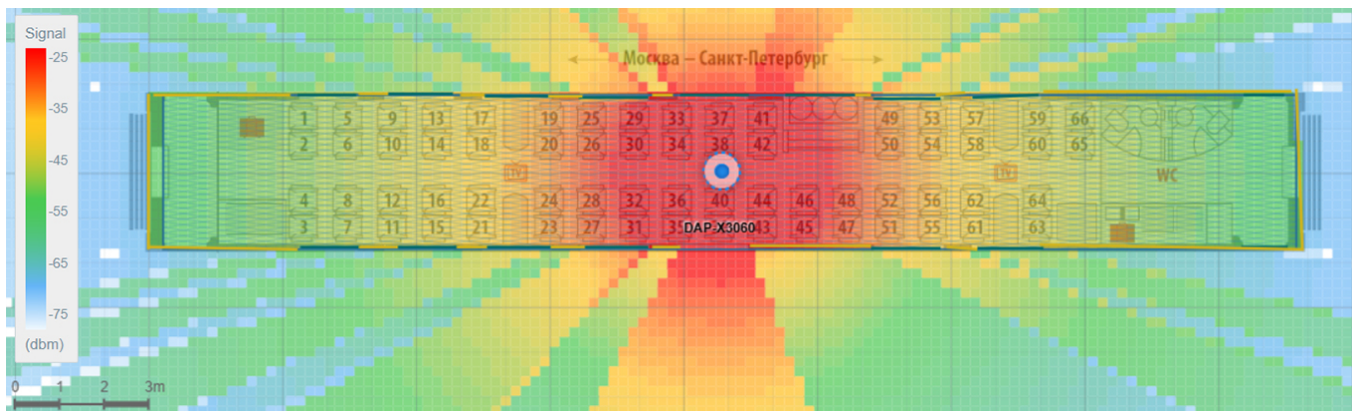 Signal
-25
-35
-45
-55
-65
-75
(dbm)
Москва – Санкт-Петербург
1 5 9 13 17 19 25 29 33 37 41 49 53 57 59 66
2 6 10 14 18 20 26 30 34 38 42 50 54 58 60 65
WC
4 8 12 16 22 24 28 32 36 40 44 46 48 52 56 62 64
3 7 11 15 21 23 27 31 35 DAP-X3060 43 45 47 51 55 61 63
0 1 2 3m